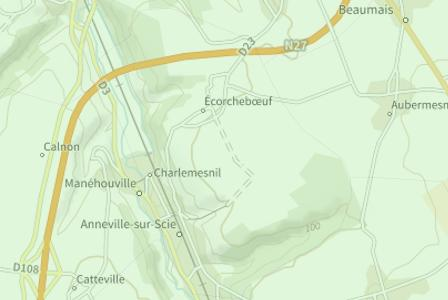 Beaumais
D23
N27
D3
Écorchebœuf
Aubermesn
Calnon
Charlemesnil
Manéhouville
Anneville-sur-Scie
100
D108
Catteville